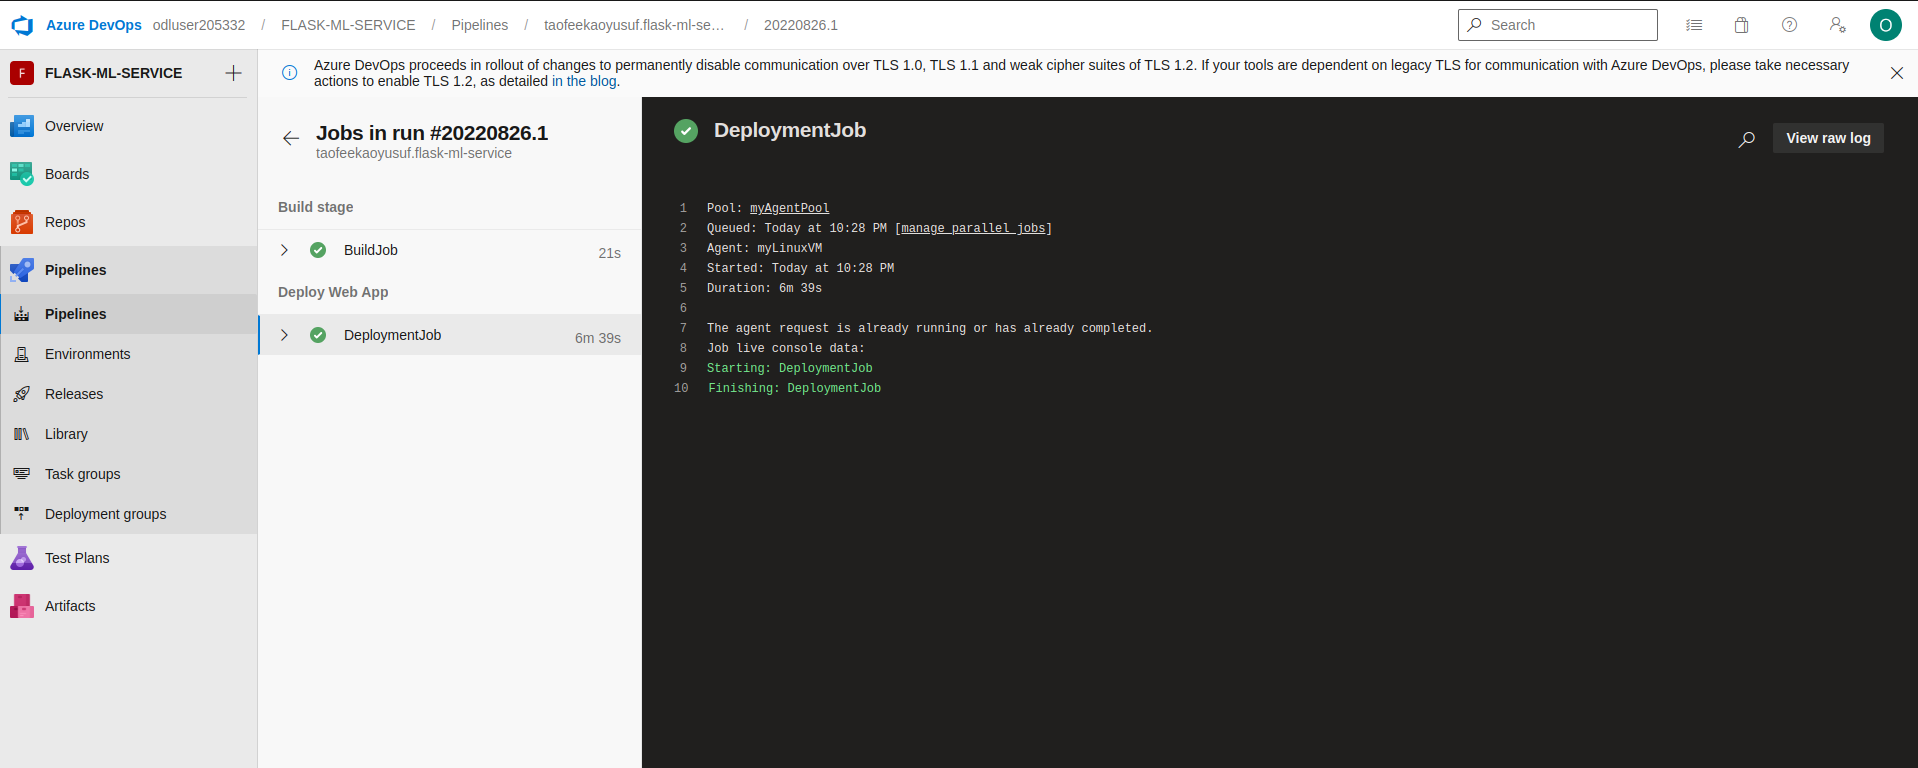 Azure DevOps odluser205332 / FLASK-ML-SERVICE / Pipelines / taofeekaoyusuf.flask-ml-se… / 20220826.1
Search
O
F FLASK-ML-SERVICE
Overview
Boards
Repos
Pipelines
Pipelines
Environments
Releases
Library
Task groups
Deployment groups
Test Plans
Artifacts
Azure DevOps proceeds in rollout of changes to permanently disable communication over TLS 1.0, TLS 1.1 and weak cipher suites of TLS 1.2. If your tools are dependent on legacy TLS for communication with Azure DevOps, please take necessary
actions to enable TLS 1.2, as detailed in the blog.
Jobs in run #20220826.1
taofeekaoyusuf.flask-ml-service
Build stage
BuildJob 21s
Deploy Web App
DeploymentJob 6m 39s
DeploymentJob
View raw log
1 Pool: myAgentPool
2 Queued: Today at 10:28 PM [manage parallel jobs]
3 Agent: myLinuxVM
4 Started: Today at 10:28 PM
5 Duration: 6m 39s
6
7 The agent request is already running or has already completed.
8 Job live console data:
9 Starting: DeploymentJob
10 Finishing: DeploymentJob